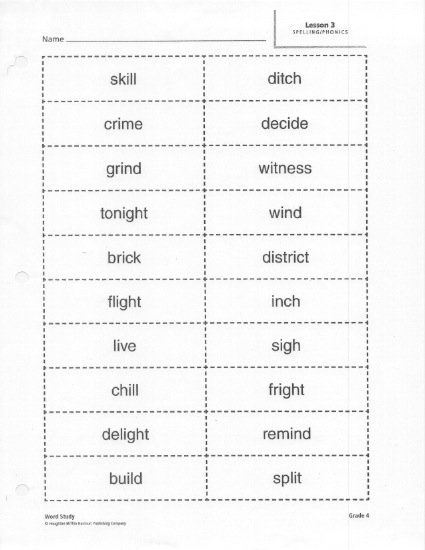 Lesson 3
SPELLING/PHONICS
Name
skill ditch
crime decide
grind witness
tonight wind
brick district
flight inch
live sigh
chill fright
delight remind
build split
Word Study Grade 4
© Houghton Mifflin Harcourt Publishing Company